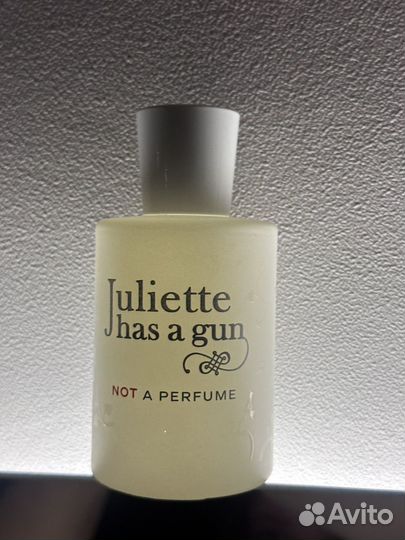 Juliette
has a gun
NOT A PERFUME
Avito